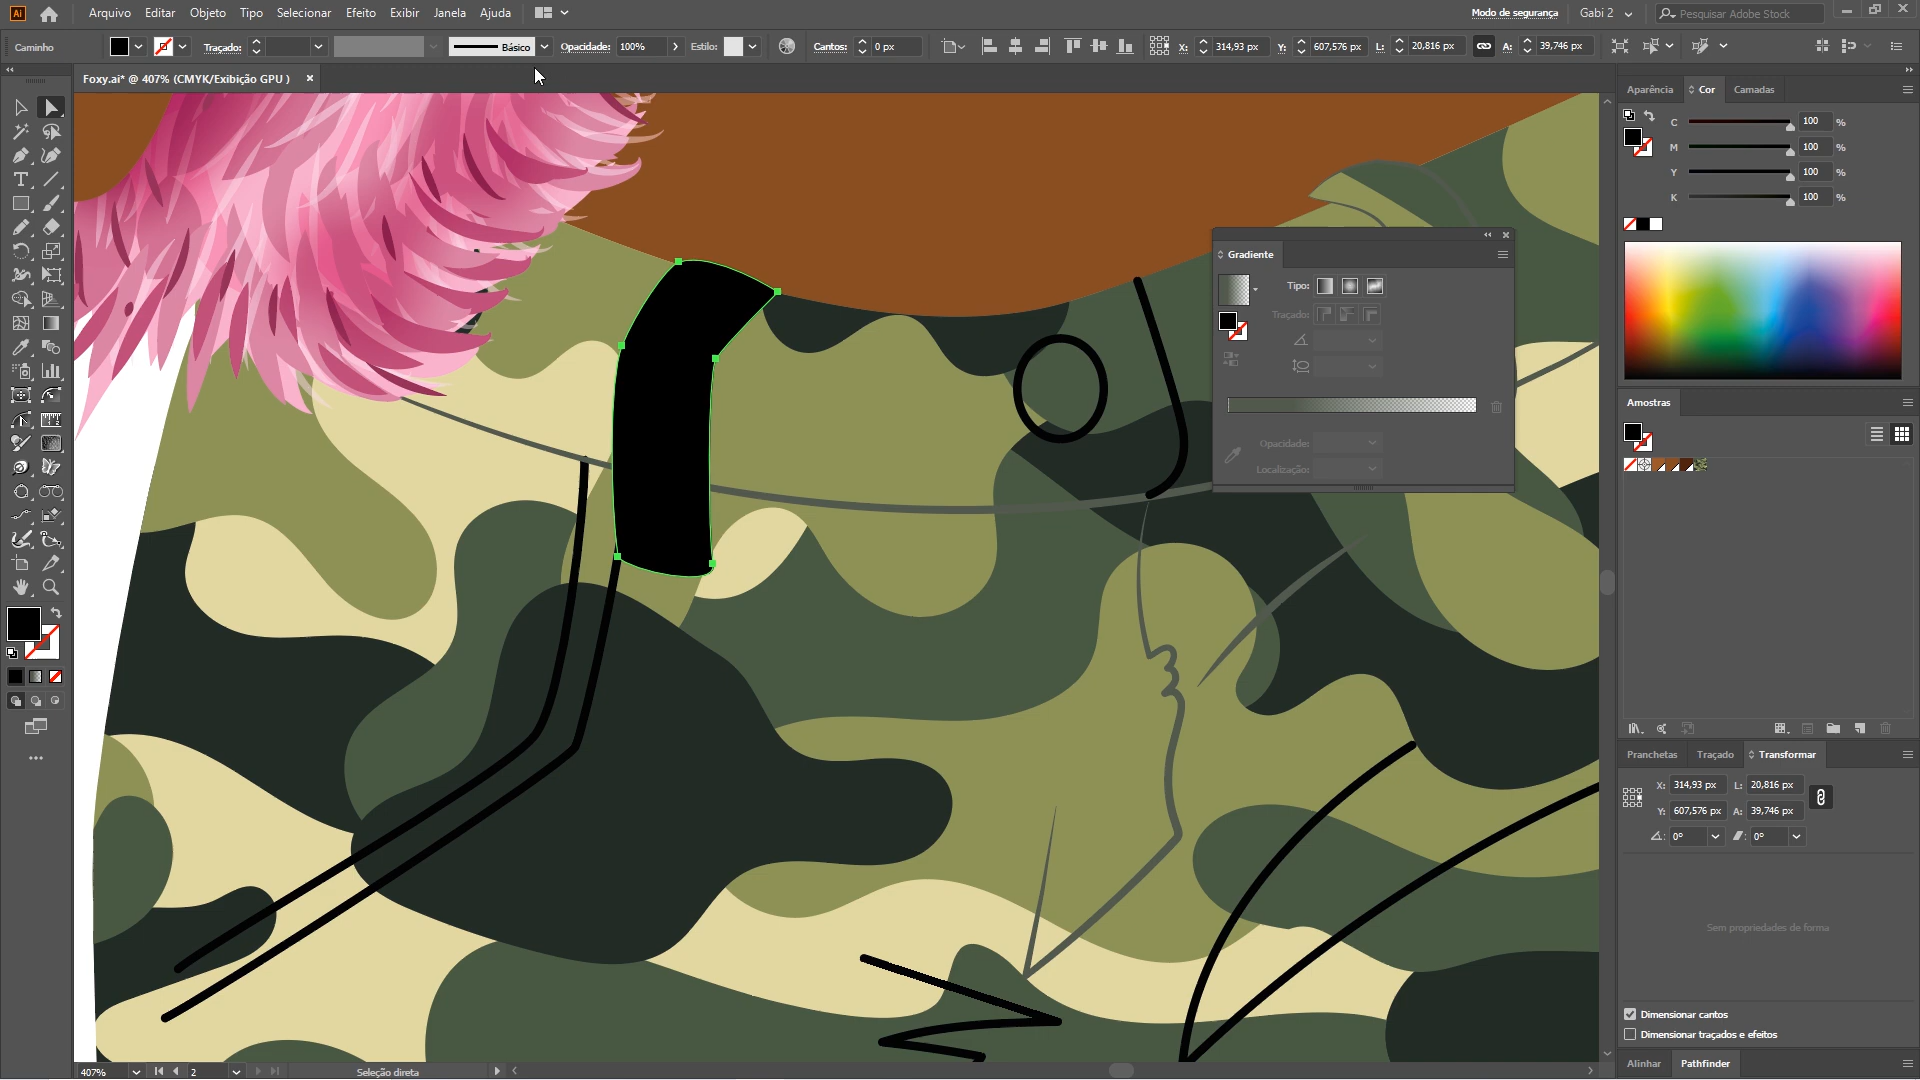 Ai
Arquivo Editar Objeto Tipo Selecionar Efeito Exibir Janela Ajuda
Modo de segurança Gabi 2 Pesquisar Adobe Stock
Caminho Traçado: Básico Opacidade: 100% Estilo: Cantos: 0 px X: 314,93 px Y: 607,576 px L: 20,816 px A: 39,746 px
Foxy.ai* @ 407% (CMYK/Exibição GPU ) ×
Aparência Cor Camadas
C 100 %
M 100 %
Y 100 %
K 100 %
Gradiente
Tipo:
Traçado:
Opacidade:
Localização:
Amostras
Pranchetas Traçado Transformar
X: 314,93 px L: 20,816 px
Y: 607,576 px A: 39,746 px
0° 0°
Sem propriedades de forma
Dimensionar cantos
Dimensionar traçados e efeitos
Alinhar Pathfinder
407% 2 Seleção direta